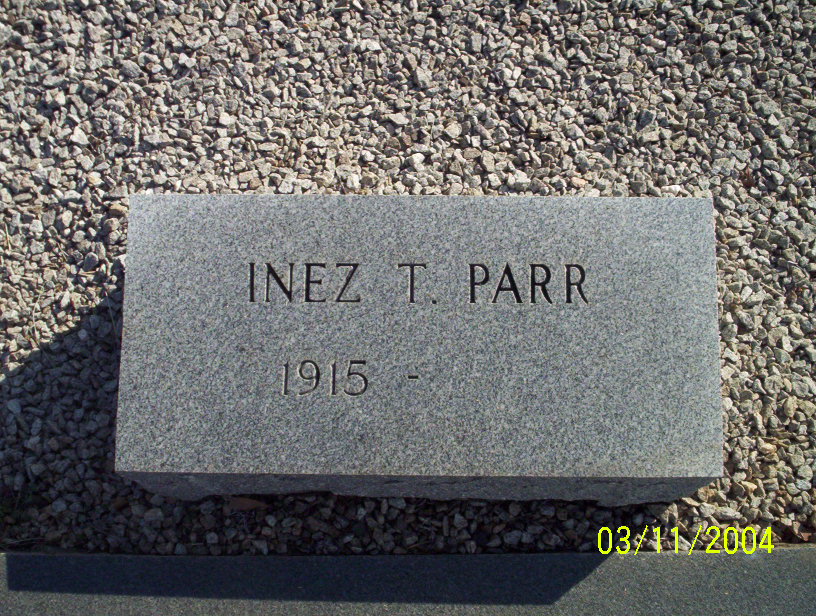 INEZ T. PARR
1915 -
03/11/2004